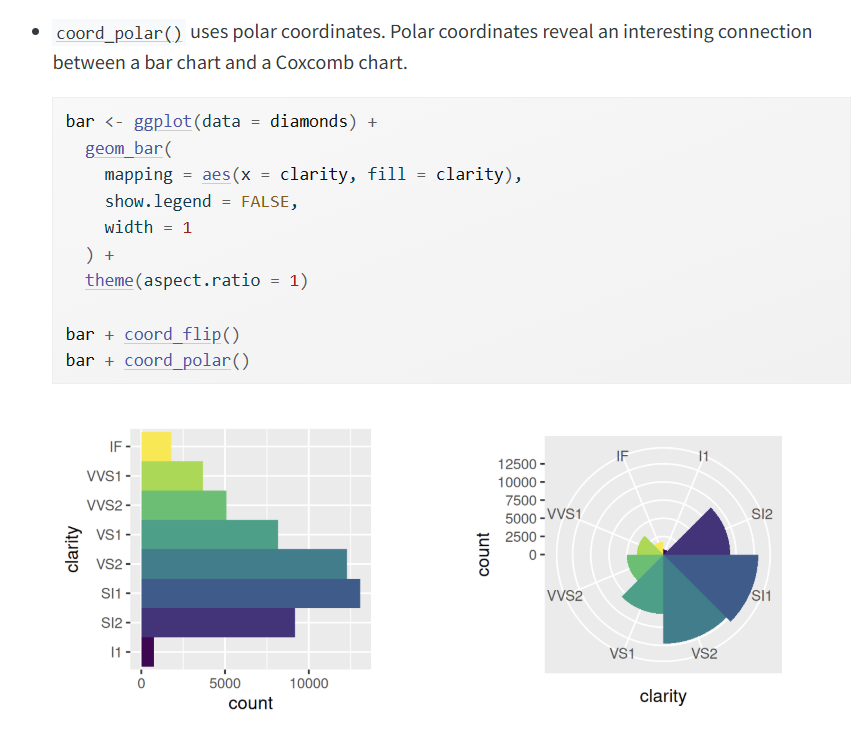 • coord_polar() uses polar coordinates. Polar coordinates reveal an interesting connection
between a bar chart and a Coxcomb chart.
bar <- ggplot(data = diamonds) +
  geom_bar(
    mapping = aes(x = clarity, fill = clarity),
    show.legend = FALSE,
    width = 1
  ) +
  theme(aspect.ratio = 1)
bar + coord_flip()
bar + coord_polar()
clarity
IF
VVS1
VVS2
VS1
VS2
SI1
SI2
I1
0 5000 10000
count
count
12500
10000
7500
5000
2500
0
IF I1
VVS1 SI2
VVS2 SI1
VS1 VS2
clarity